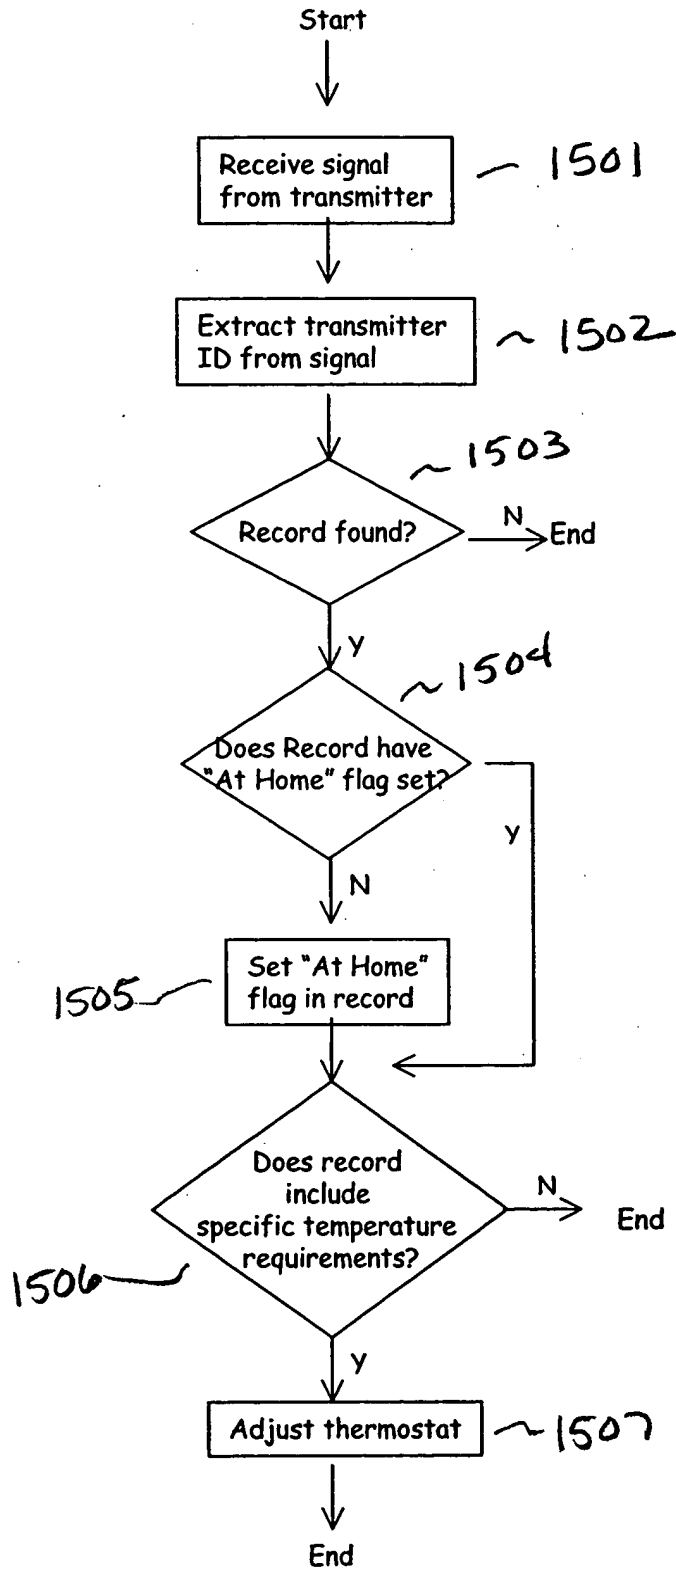 Start
Receive signal
from transmitter
1501
Extract transmitter
ID from signal
1502
1503
Record found?
N
End
Y
1504
Does Record have
"At Home" flag set?
Y
N
Set "At Home"
flag in record
1505
Does record
include
specific temperature
requirements?
N
End
1506
Y
Adjust thermostat
1507
End